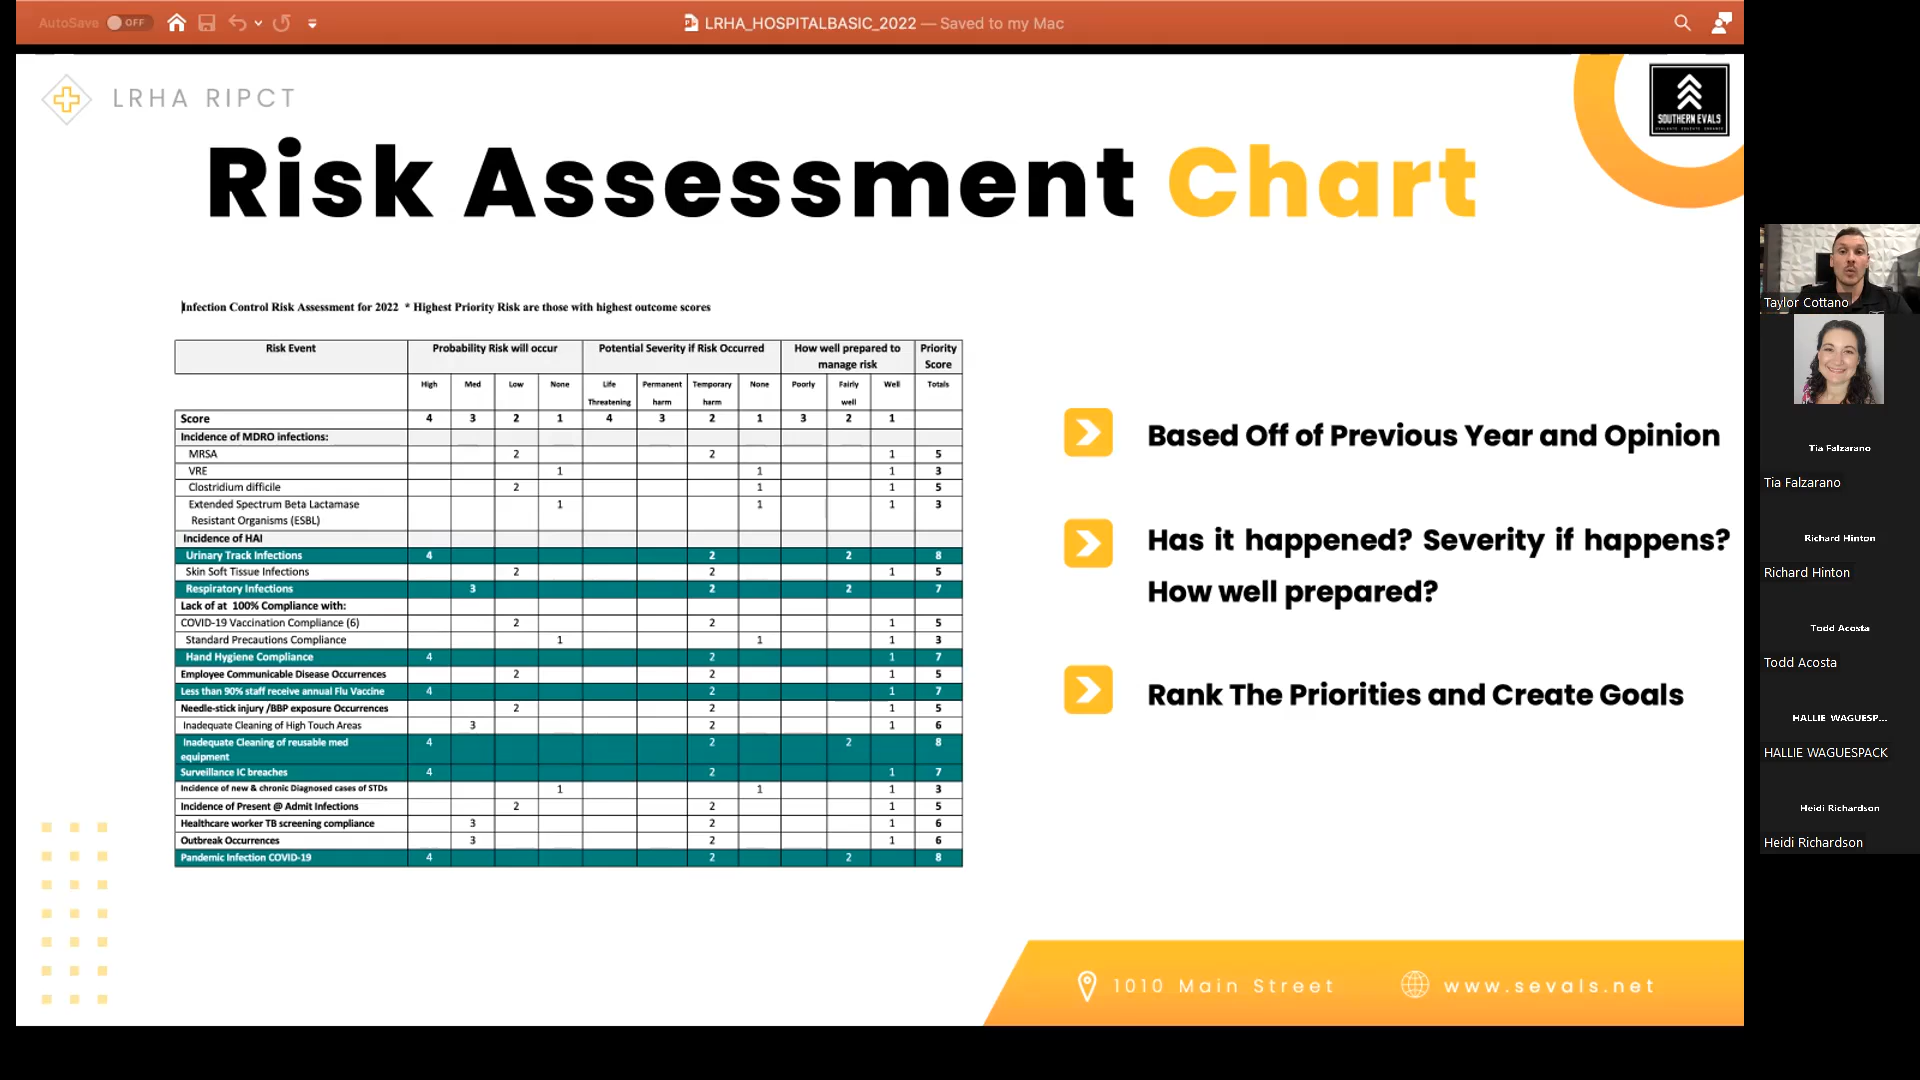 AutoSave OFF LRHA_HOSPITALBASIC_2022 — Saved to my Mac
LRHA RIPCT
SOUTHERN EVALS
Risk Assessment Chart
Infection Control Risk Assessment for 2022 * Highest Priority Risk are those with highest outcome scores
Risk Event Probability Risk will occur Potential Severity if Risk Occurred How well prepared to manage risk Priority Score
High Med Low None Life Threatening Permanent harm Temporary harm None Poorly Fairly well Well Totals
Score 4 3 2 1 4 3 2 1 3 2 1
Incidence of MDRO infections:
MRSA 2 2 1 5
VRE 1 1 1 3
Clostridium difficile 2 1 1 5
Extended Spectrum Beta Lactamase 1 1 1 3
Resistant Organisms (ESBL)
Incidence of HAI
Urinary Track Infections 4 2 2 8
Skin Soft Tissue Infections 2 2 1 5
Respiratory Infections 3 2 2 7
Lack of at 100% Compliance with:
COVID-19 Vaccination Compliance (6) 2 2 1 5
Standard Precautions Compliance 1 1 1 3
Hand Hygiene Compliance 4 2 1 7
Employee Communicable Disease Occurrences 2 2 1 5
Less than 90% staff receive annual Flu Vaccine 4 2 1 7
Needle-stick injury /BBP exposure Occurrences 2 2 1 5
Inadequate Cleaning of High Touch Areas 3 2 1 6
Inadequate Cleaning of reusable med 4 2 2 8
equipment
Surveillance IC breaches 4 2 1 7
Incidence of new & chronic Diagnosed cases of STDs 1 1 1 3
Incidence of Present @ Admit Infections 2 2 1 5
Healthcare worker TB screening compliance 3 2 1 6
Outbreak Occurrences 3 2 1 6
Pandemic Infection COVID-19 4 2 2 8
Based Off of Previous Year and Opinion
Has it happened? Severity if happens?
How well prepared?
Rank The Priorities and Create Goals
1010 Main Street www.sevals.net
Taylor Cottano
Tia Falzarano
Tia Falzarano
Richard Hinton
Richard Hinton
Todd Acosta
Todd Acosta
HALLIE WAGUESP...
HALLIE WAGUESPACK
Heidi Richardson
Heidi Richardson